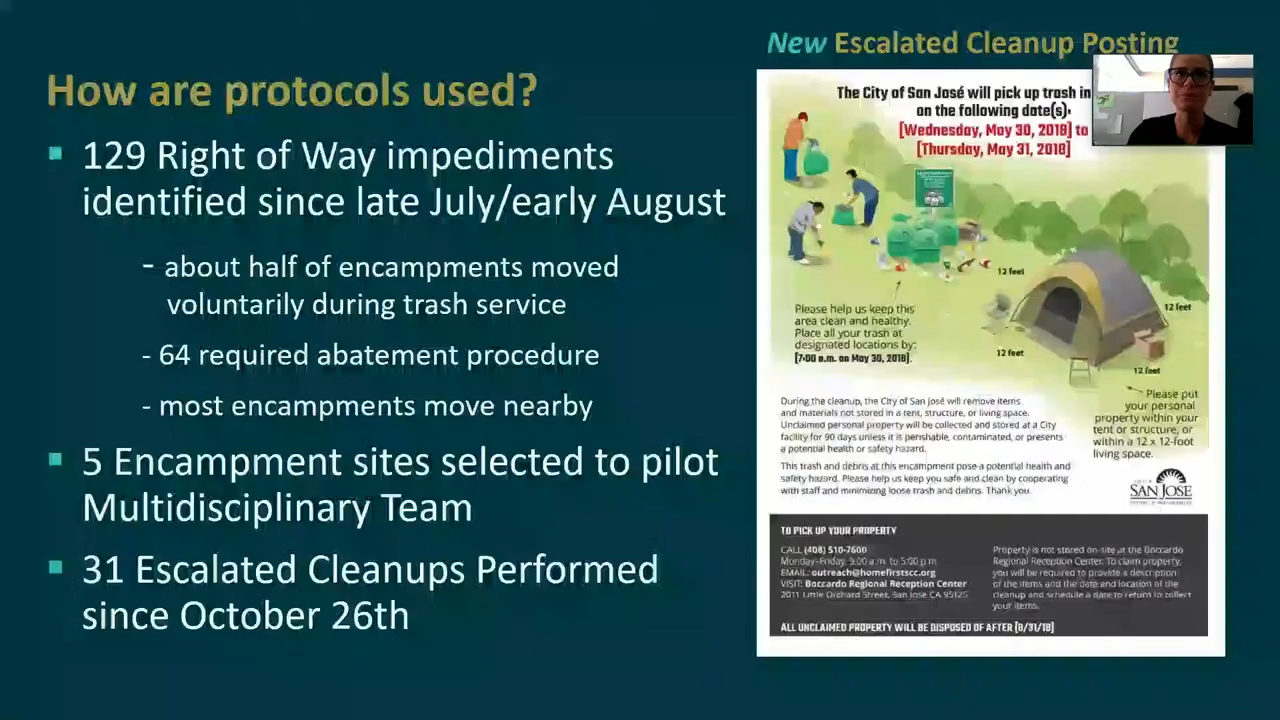 How are protocols used?
▪ 129 Right of Way impediments
identified since late July/early August
- about half of encampments moved
voluntarily during trash service
- 64 required abatement procedure
- most encampments move nearby
▪ 5 Encampment sites selected to pilot
Multidisciplinary Team
▪ 31 Escalated Cleanups Performed
since October 26th
New Escalated Cleanup Posting
The City of San José will pick up trash in
on the following date(s):
[Wednesday, May 30, 2018] to
[Thursday, May 31, 2018]
12 feet
12 feet
12 feet
12 feet
Please help us keep this
area clean and healthy.
Place all your trash at
designated locations by:
[7:00 a.m. on May 30, 2018].
Please put
your personal
property within your
tent or structure, or
within a 12 x 12-foot
living space.
During the cleanup, the City of San José will remove items
and materials not stored in a tent, structure, or living space.
Unclaimed personal property will be collected and stored at a City
facility for 90 days unless it is perishable, contaminated, or presents
a potential health or safety hazard.
This trash and debris at this encampment pose a potential health and
safety hazard. Please help us keep you safe and clean by cooperating
with staff and minimizing loose trash and debris. Thank you.
CITY OF
SAN JOSE
TO PICK UP YOUR PROPERTY
CALL (408) 510-7600
Monday-Friday, 9:00 a.m. to 5:00 p.m.
EMAIL: outreach@homefirstscc.org
VISIT: Boccardo Regional Reception Center
2011 Little Orchard Street, San Jose CA 95125
Property is not stored on-site at the Boccardo
Regional Reception Center. To claim property,
you will be required to provide a description
of the items and the date and location of the
cleanup and schedule a date to return to collect
your items.
ALL UNCLAIMED PROPERTY WILL BE DISPOSED OF AFTER [8/31/18]